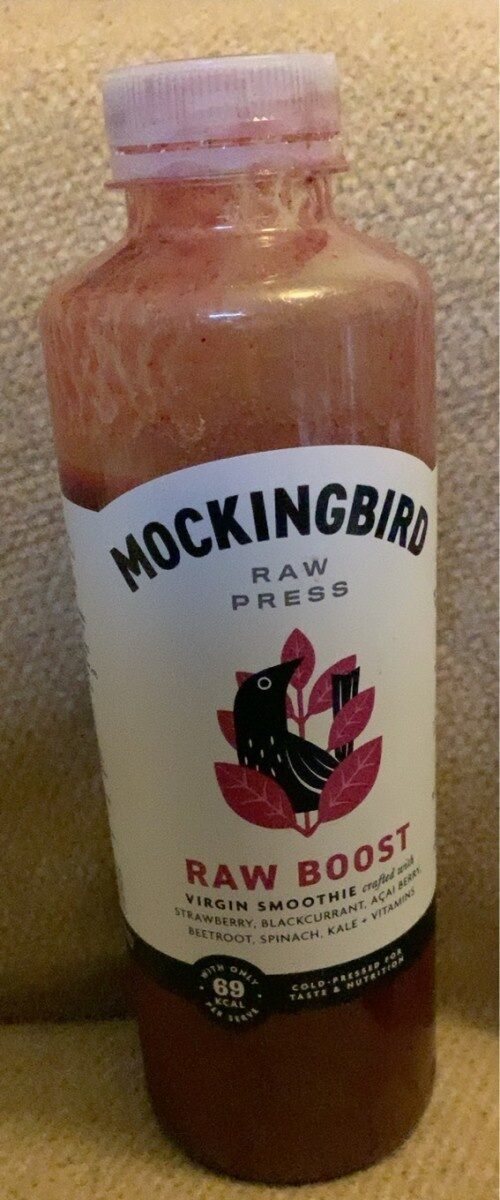 MOCKINGBIRD
RAW
PRESS
RAW BOOST
VIRGIN SMOOTHIE crafted with
STRAWBERRY, BLACKCURRANT, AÇAI BERRY,
BEETROOT, SPINACH, KALE + VITAMINS
WITH ONLY
69
KCAL
PER SERVE
COLD-PRESSED FOR
TASTE & NUTRITION